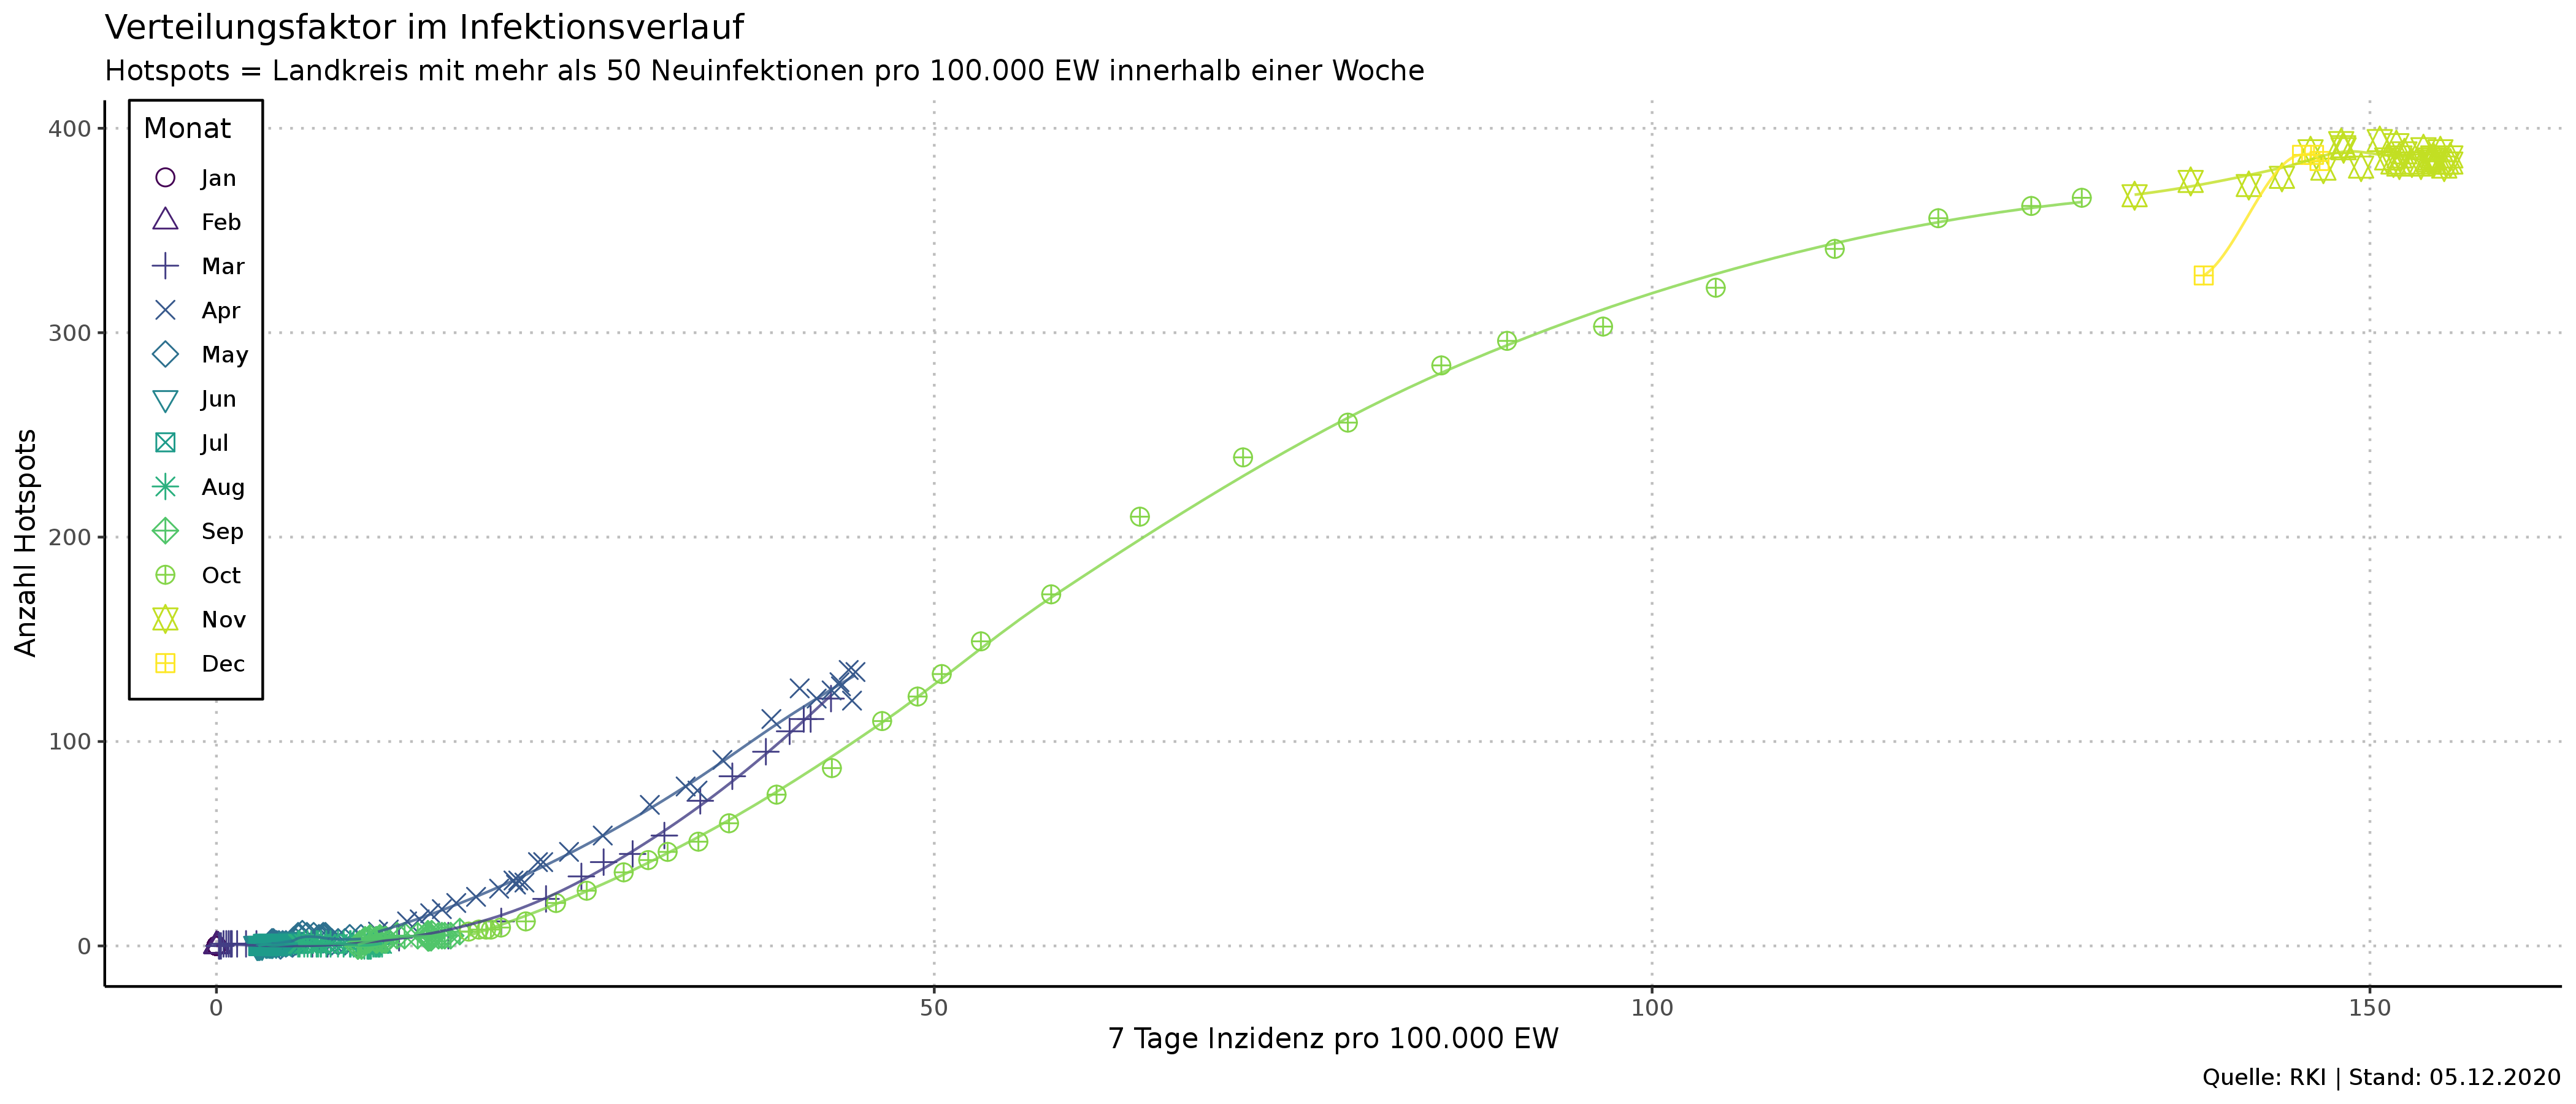 Verteilungsfaktor im Infektionsverlauf
Hotspots = Landkreis mit mehr als 50 Neuinfektionen pro 100.000 EW innerhalb einer Woche
Monat
Jan
Feb
Mar
Apr
May
Jun
Jul
Aug
Sep
Oct
Nov
Dec
Anzahl Hotspots
400
300
200
100
0
0
50
100
150
7 Tage Inzidenz pro 100.000 EW
Quelle: RKI | Stand: 05.12.2020